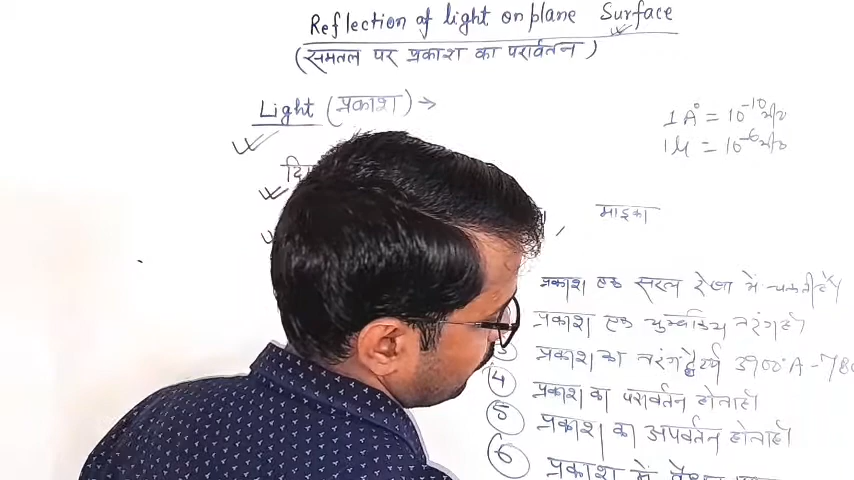 Reflection of light on plane Surface
(समतल पर प्रकाश का परावर्तन)
Light (प्रकाश) →
1 A° = 10⁻¹⁰ मी०
1 μ = 10⁻⁶ मी०
माइका
प्रकाश एक सरल रेखा में चलती है।
प्रकाश एक चुम्बकिय तरंग है।
3 प्रकाश का तरंगदैर्ध्य 3900°A - 78
4 प्रकाश का परावर्तन होता है।
5 प्रकाश का अपवर्तन होता है।
6 प्रकाश में